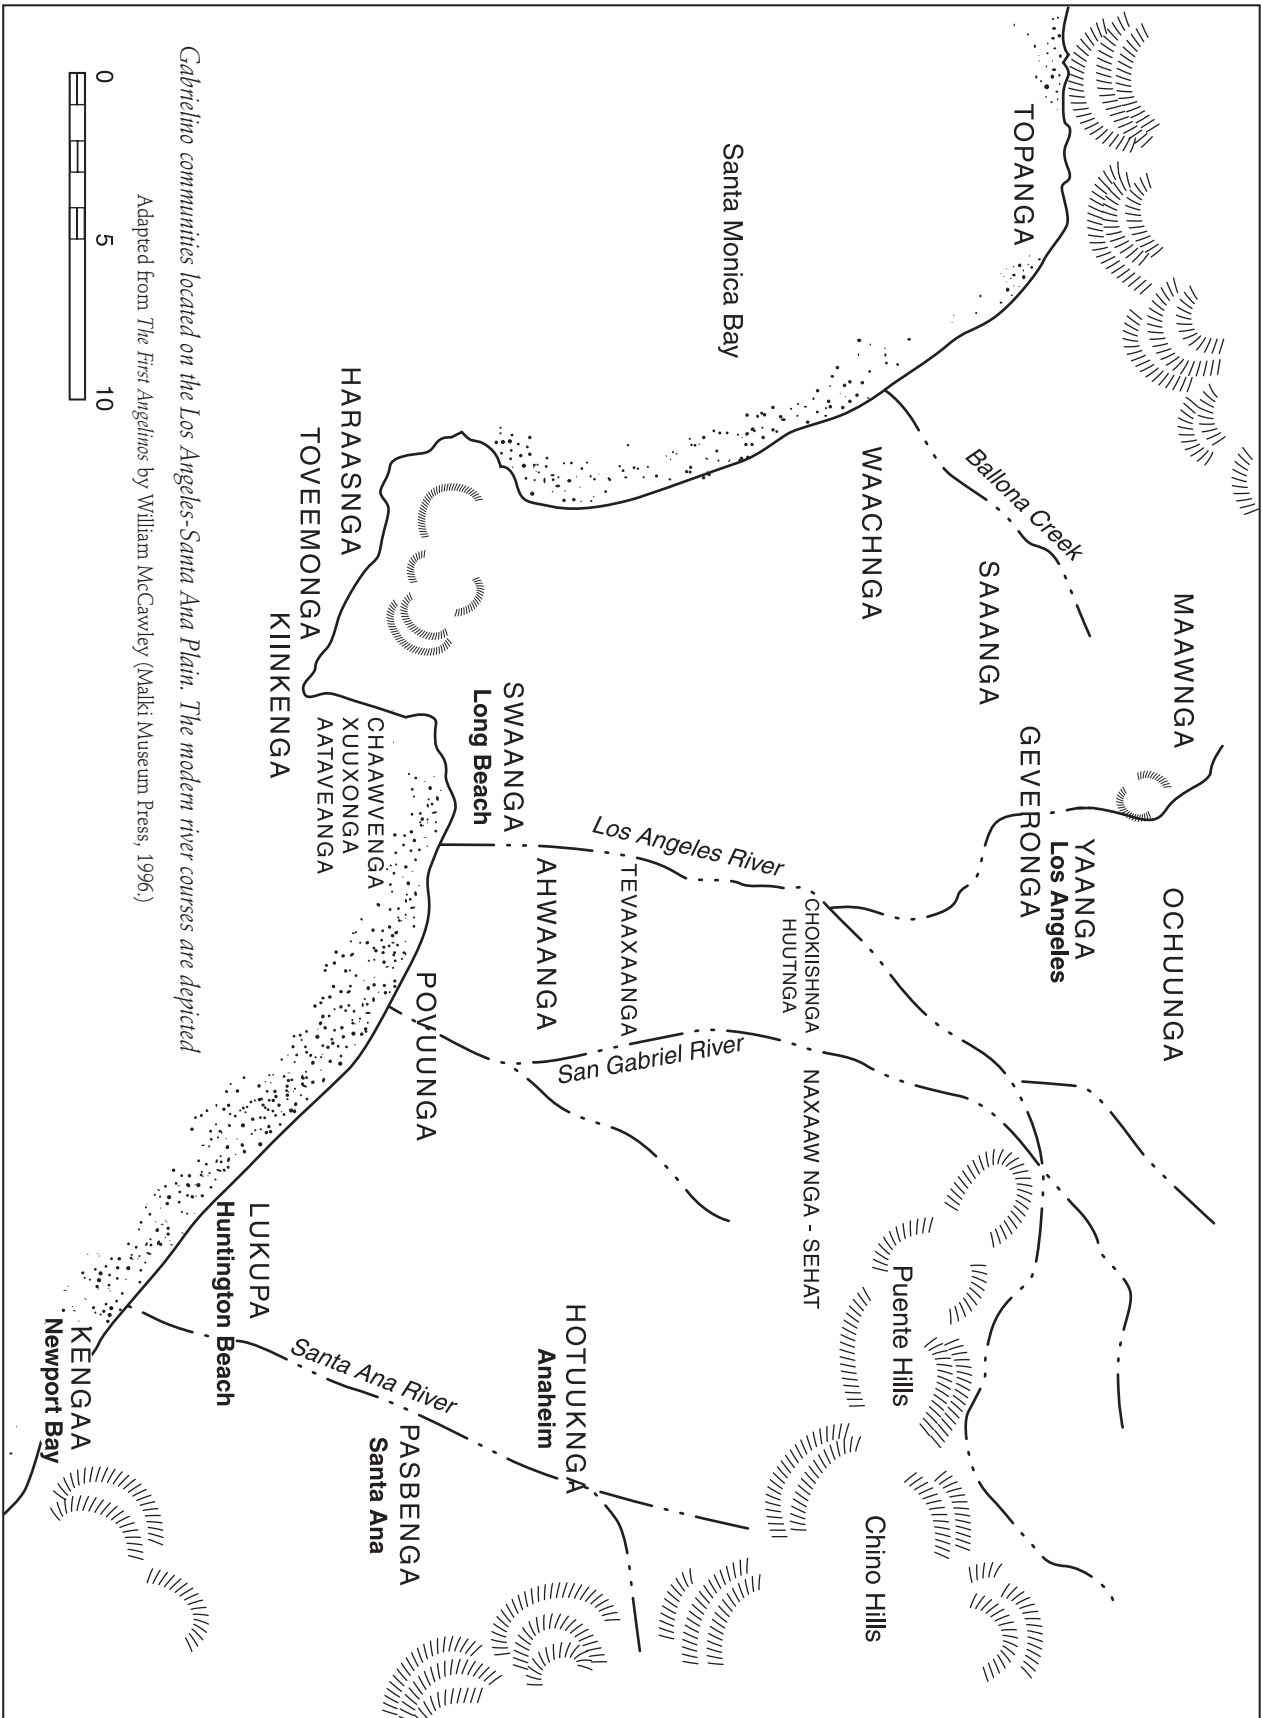 MAAWNGA
OCHUUNGA
YAANGA
Los Angeles
GEVERONGA
TOPANGA
Ballona Creek
SAAANGA
WAACHNGA
Santa Monica Bay
Puente Hills
Chino Hills
CHOKIISHNGA
HUUTNGA
NAXAAW NGA - SEHAT
Los Angeles River
TEVAAXAANGA
San Gabriel River
AHWAANGA
SWAANGA
Long Beach
HOTUUKNGA
Anaheim
POVUUNGA
PASBENGA
Santa Ana
Santa Ana River
HARAASNGA
TOVEEMONGA
KIINKENGA
CHAAWVENGA
XUUXONGA
AATAVEANGA
LUKUPA
Huntington Beach
KENGAA
Newport Bay
Gabrielino communities located on the Los Angeles-Santa Ana Plain. The modern river courses are depicted
Adapted from The First Angelinos by William McCawley (Malki Museum Press, 1996.)
0 5 10